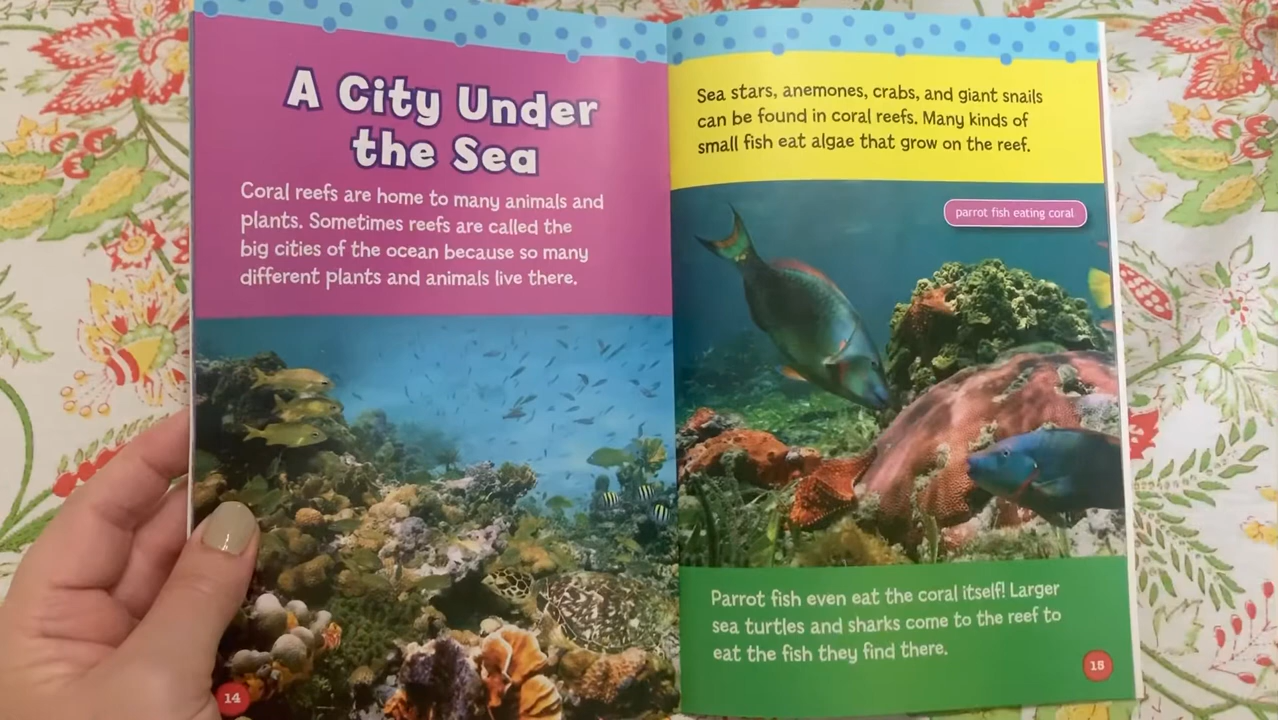 A City Under
the Sea
Coral reefs are home to many animals and
plants. Sometimes reefs are called the
big cities of the ocean because so many
different plants and animals live there.
14
Sea stars, anemones, crabs, and giant snails
can be found in coral reefs. Many kinds of
small fish eat algae that grow on the reef.
parrot fish eating coral
Parrot fish even eat the coral itself! Larger
sea turtles and sharks come to the reef to
eat the fish they find there.
15